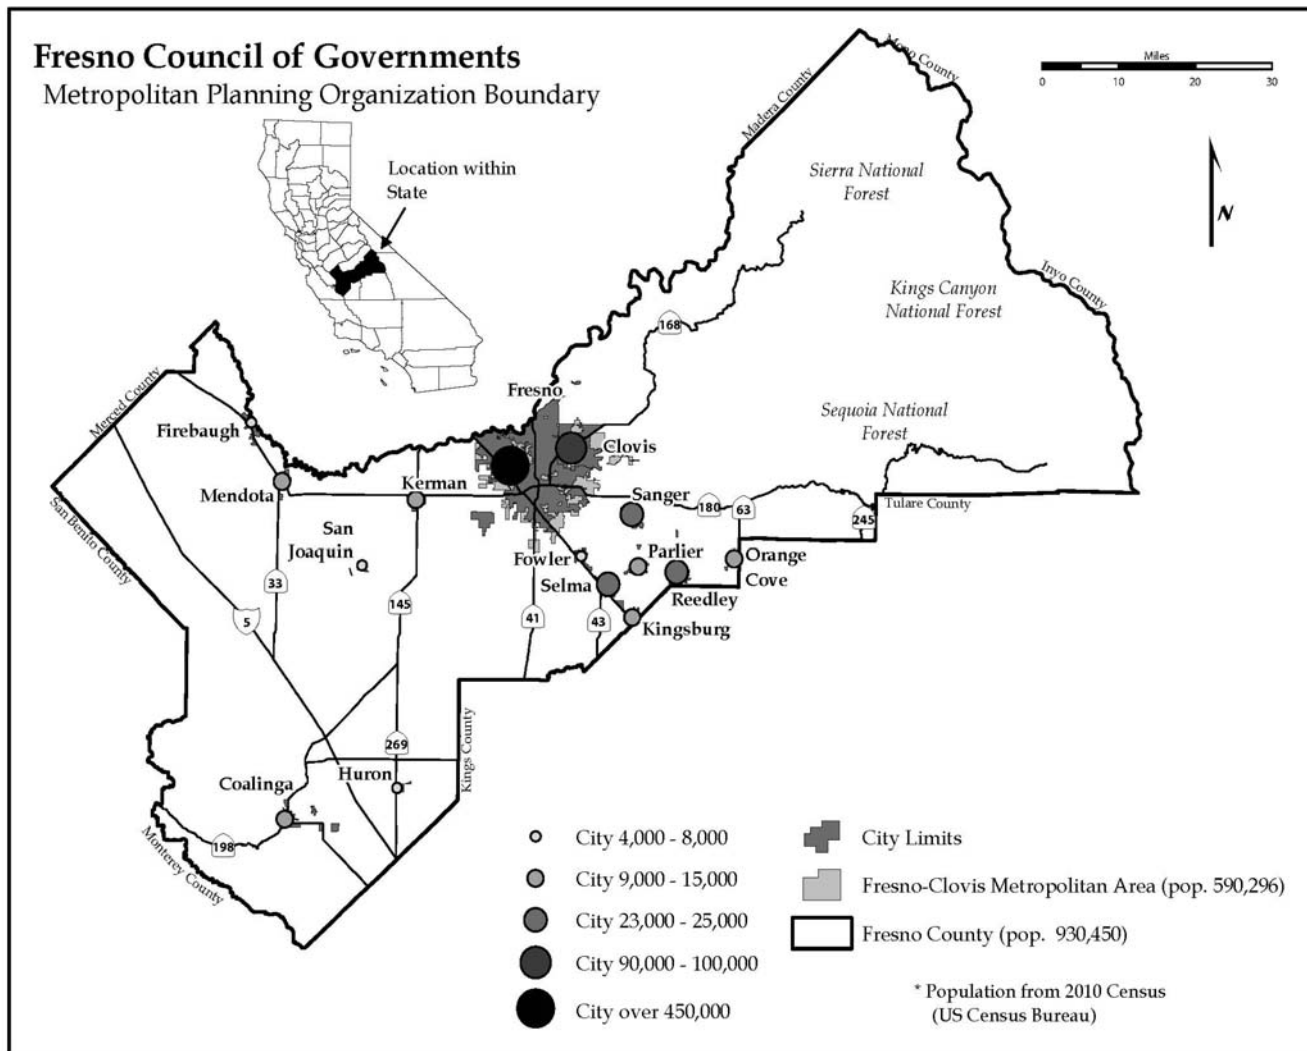 Fresno Council of Governments
Metropolitan Planning Organization Boundary
Location within
State
Miles
0 10 20 30
N
Mono County
Madera County
Sierra National
Forest
Inyo County
Kings Canyon
National Forest
168
Merced County
Fresno
Sequoia National
Forest
Firebaugh
Clovis
Mendota
Kerman
Sanger
San Benito County
180
63
245
Tulare County
San
Joaquin
Fowler
Parlier
Orange
Cove
Selma
Reedley
33
145
5
41
43
Kingsburg
269
Kings County
Huron
Coalinga
198
Monterey County
City 4,000 - 8,000
City 9,000 - 15,000
City 23,000 - 25,000
City 90,000 - 100,000
City over 450,000
City Limits
Fresno-Clovis Metropolitan Area (pop. 590,296)
Fresno County (pop. 930,450)
* Population from 2010 Census
(US Census Bureau)